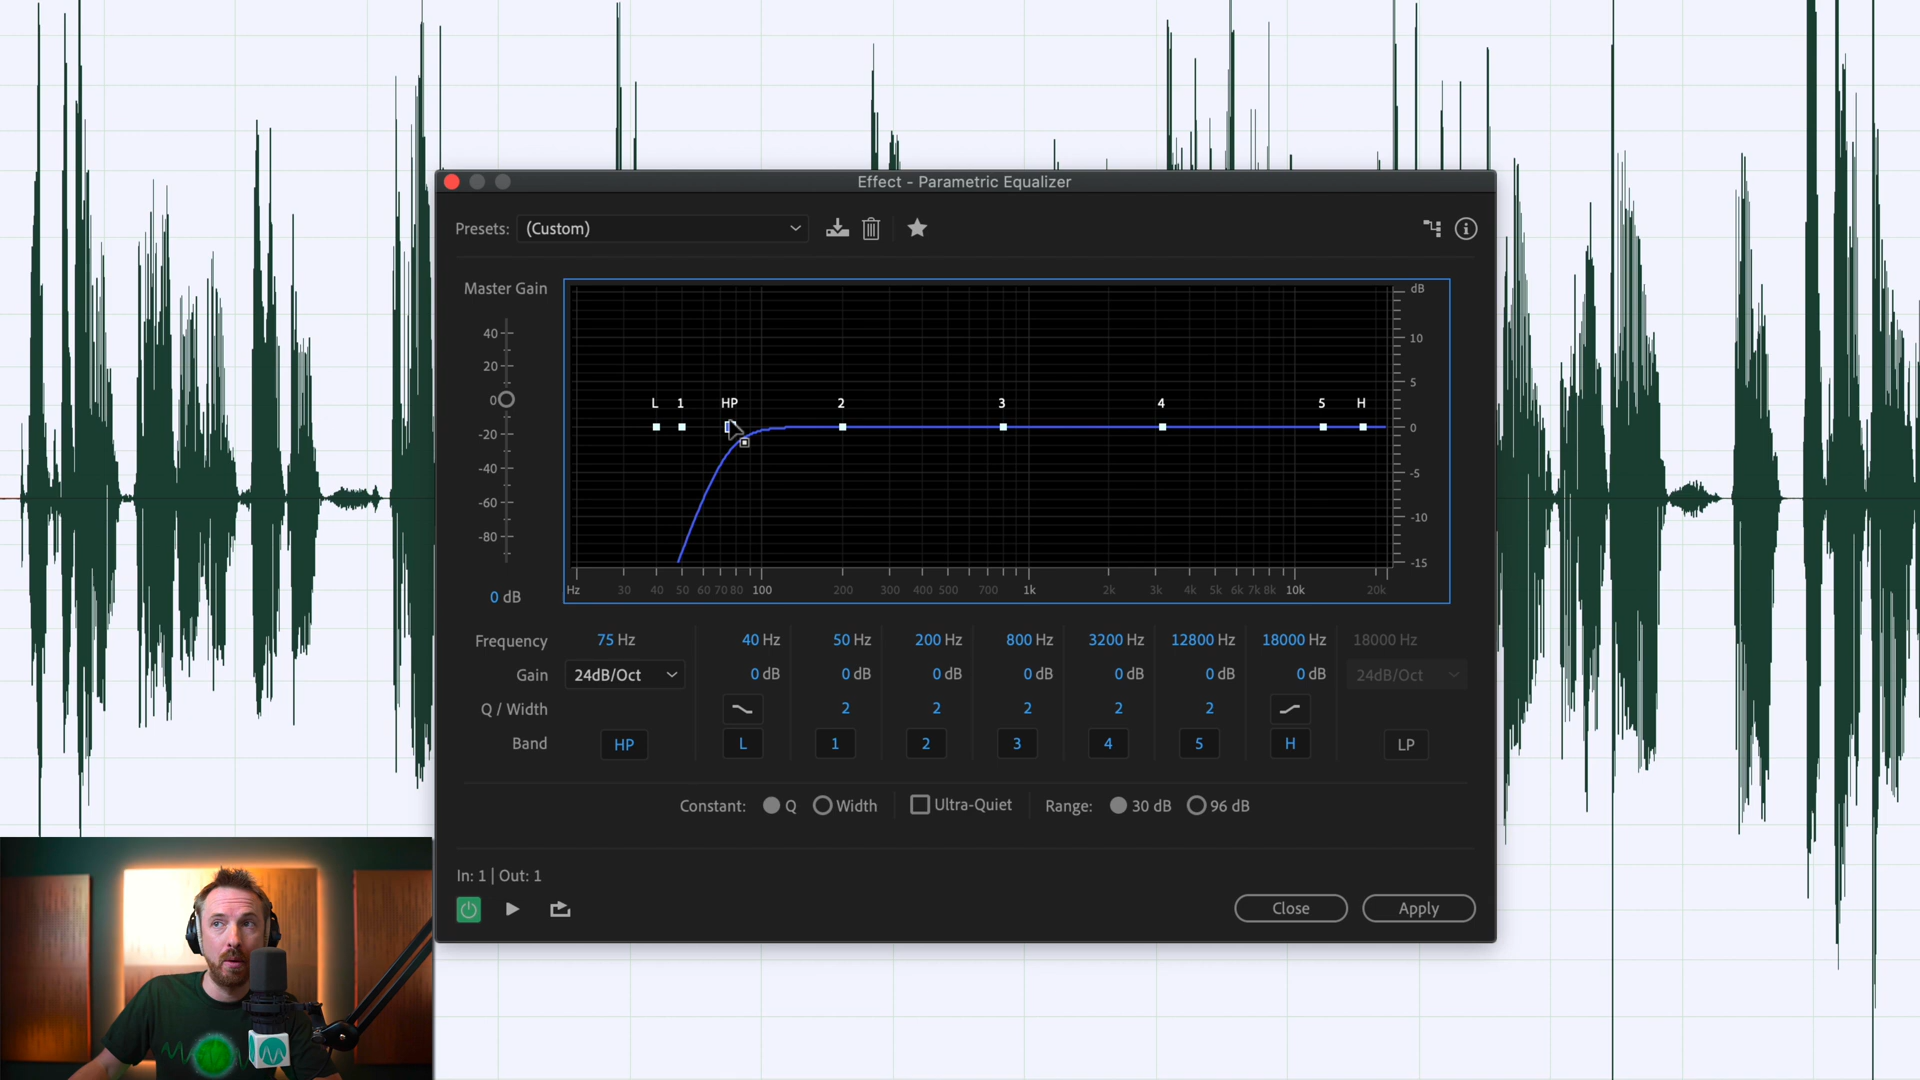 Effect - Parametric Equalizer
Presets: (Custom)
Master Gain
dB
40
20
0
-20
-40
-60
-80
0 dB
10
5
0
-5
-10
-15
L 1 HP 2 3 4 5 H
Hz 30 40 50 60 70 80 100 200 300 400 500 700 1k 2k 3k 4k 5k 6k 7k 8k 10k 20k
Frequency 75 Hz 40 Hz 50 Hz 200 Hz 800 Hz 3200 Hz 12800 Hz 18000 Hz 18000 Hz
Gain 24dB/Oct 0 dB 0 dB 0 dB 0 dB 0 dB 0 dB 0 dB 24dB/Oct
Q / Width 2 2 2 2 2
Band HP L 1 2 3 4 5 H LP
Constant: Q Width Ultra-Quiet Range: 30 dB 96 dB
In: 1 | Out: 1
Close Apply